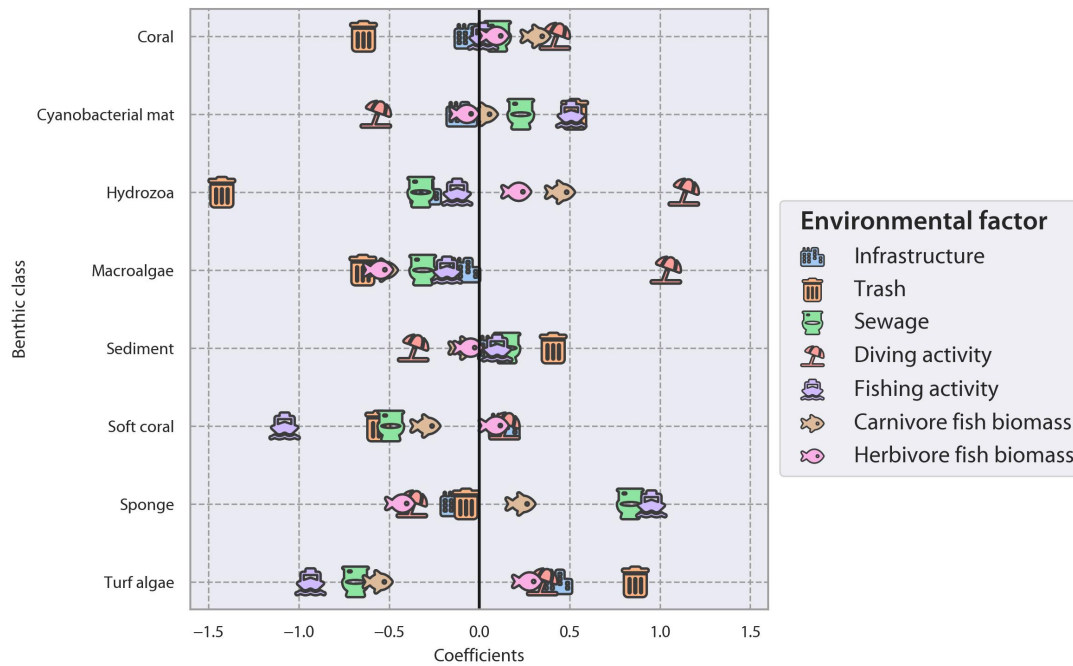 Coral
Cyanobacterial mat
Hydrozoa
Macroalgae
Sediment
Soft coral
Sponge
Turf algae
Benthic class
−1.5 −1.0 −0.5 0.0 0.5 1.0 1.5
Coefficients
Environmental factor
Infrastructure
Trash
Sewage
Diving activity
Fishing activity
Carnivore fish biomass
Herbivore fish biomass